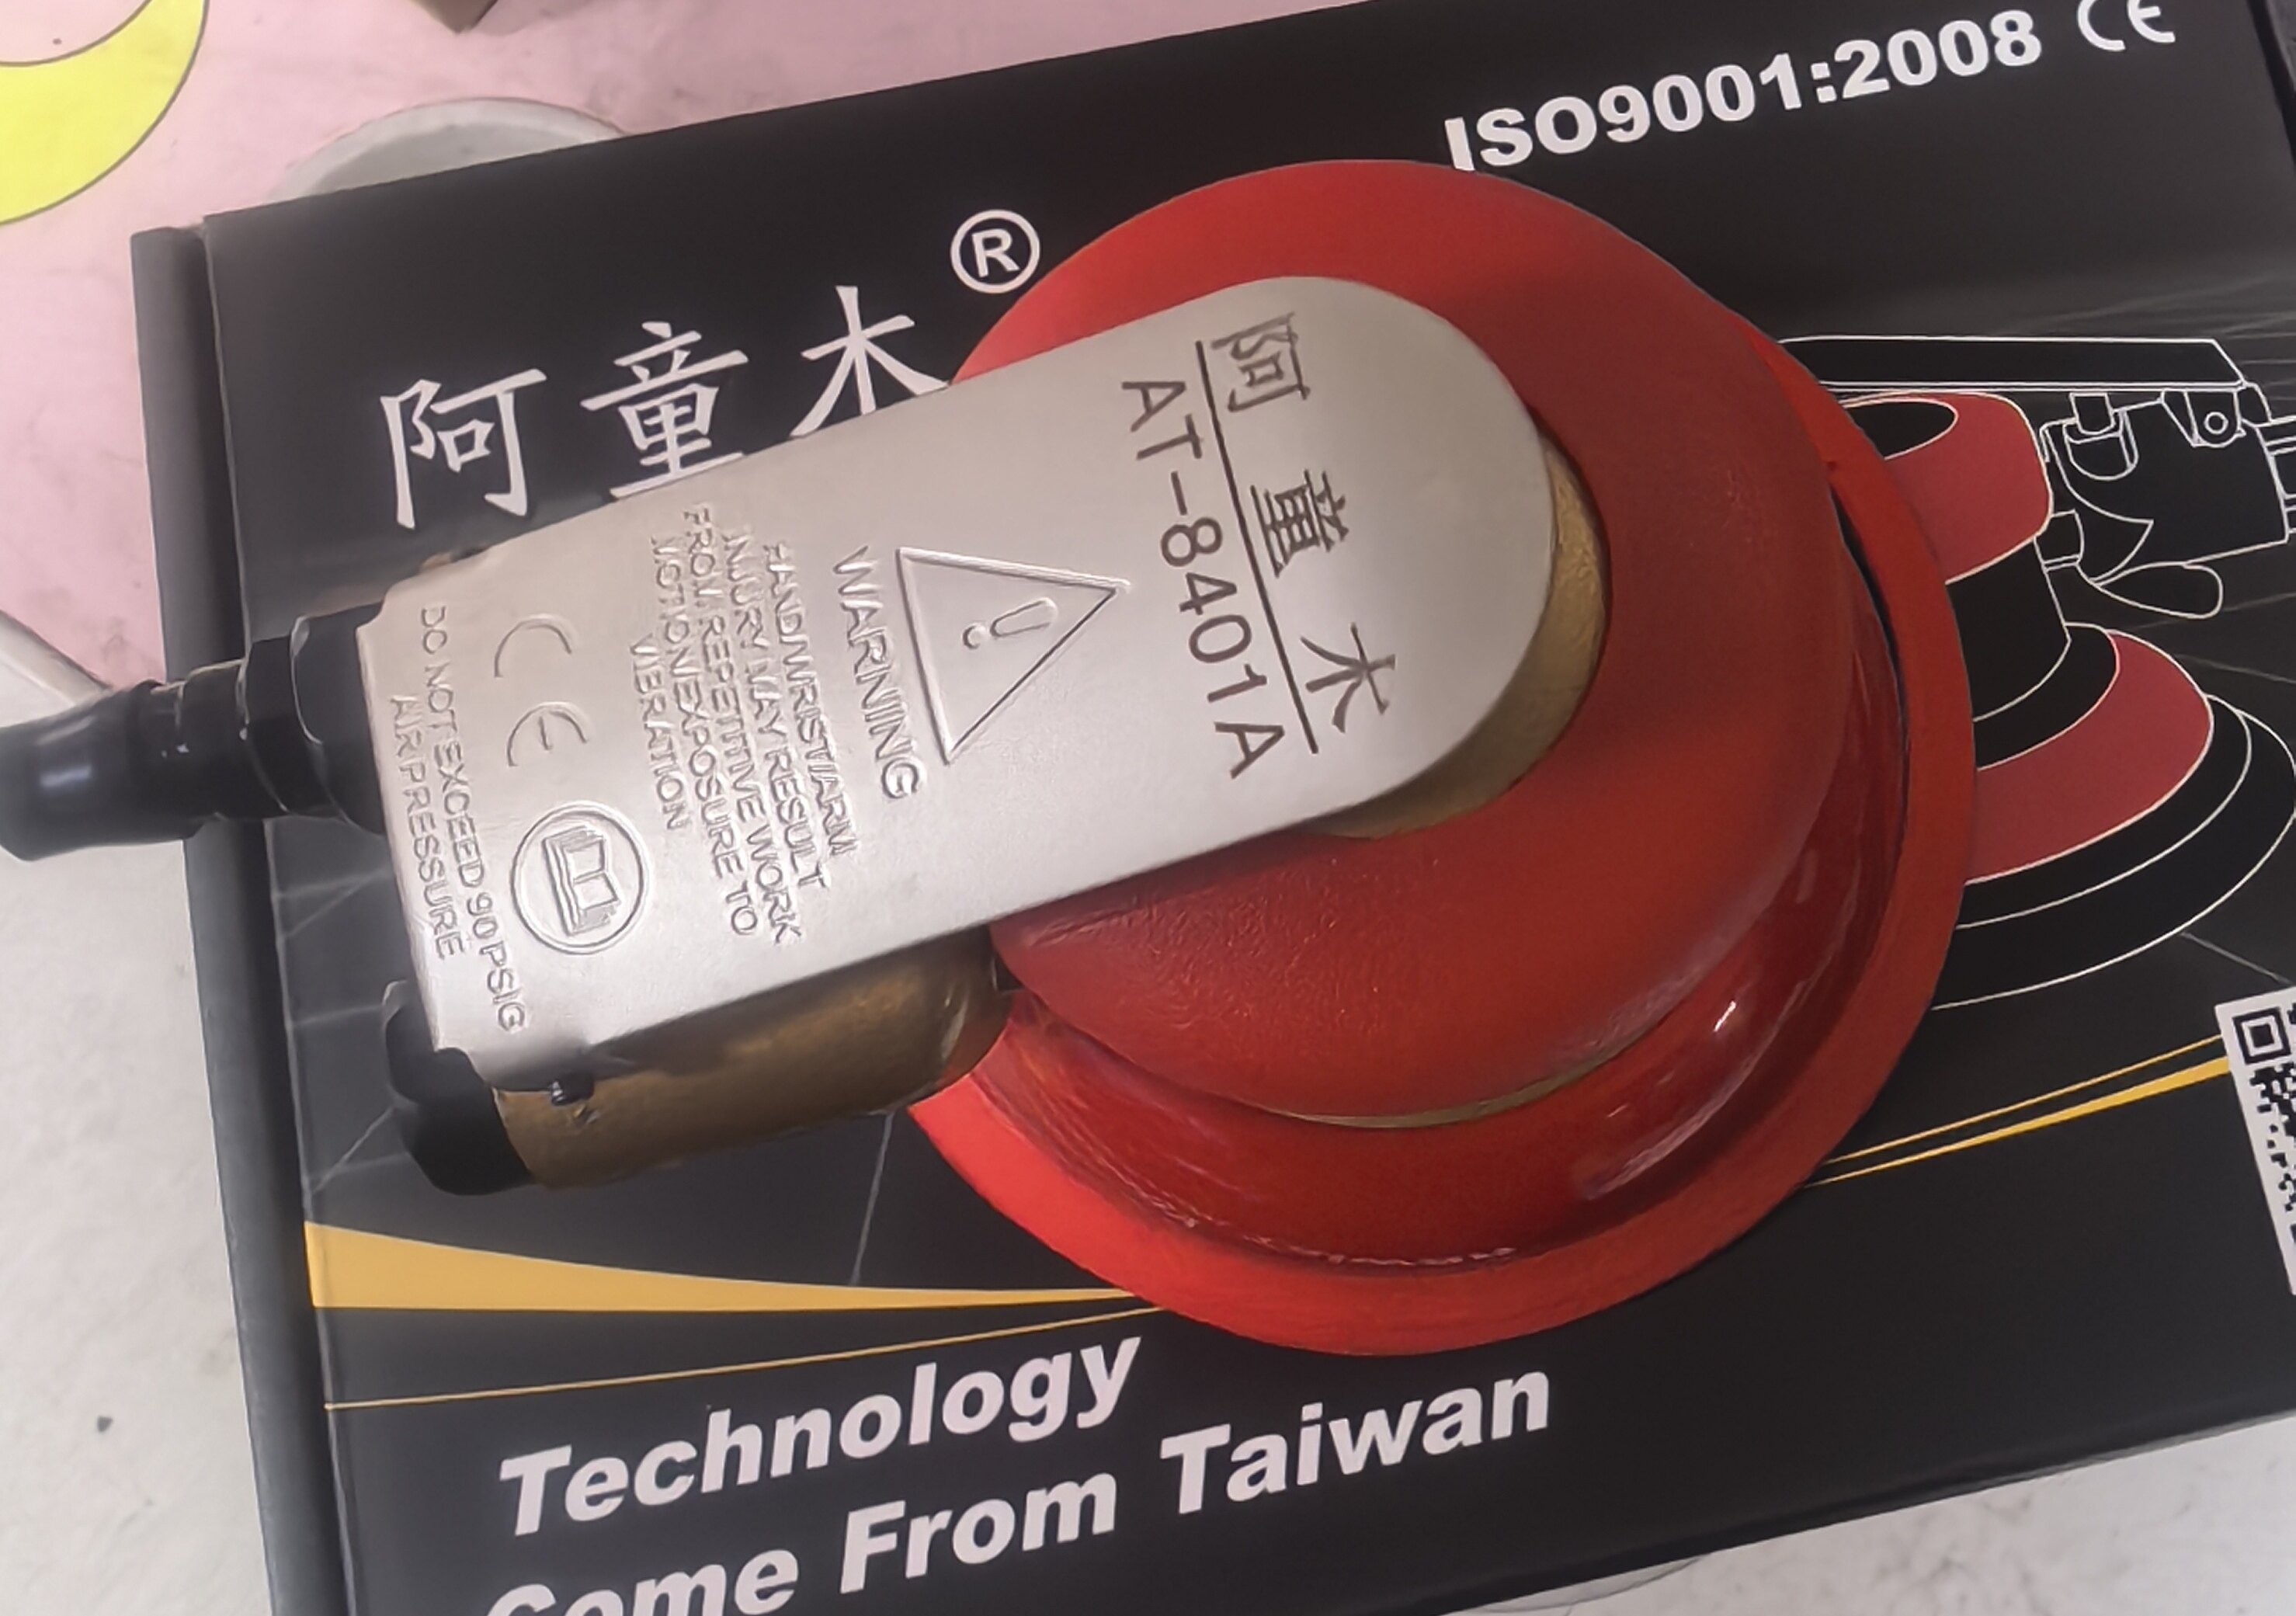 ISO9001:2008 CE
阿童木®
阿童木
AT-8401A
WARNING
HAND WRIST/ARM
INJURY MAY RESULT
FROM REPETITIVE WORK
MOTION/EXPOSURE TO
VIBRATION
CE
DO NOT EXCEED 90 PSIG
AIR PRESSURE
Technology
Come From Taiwan